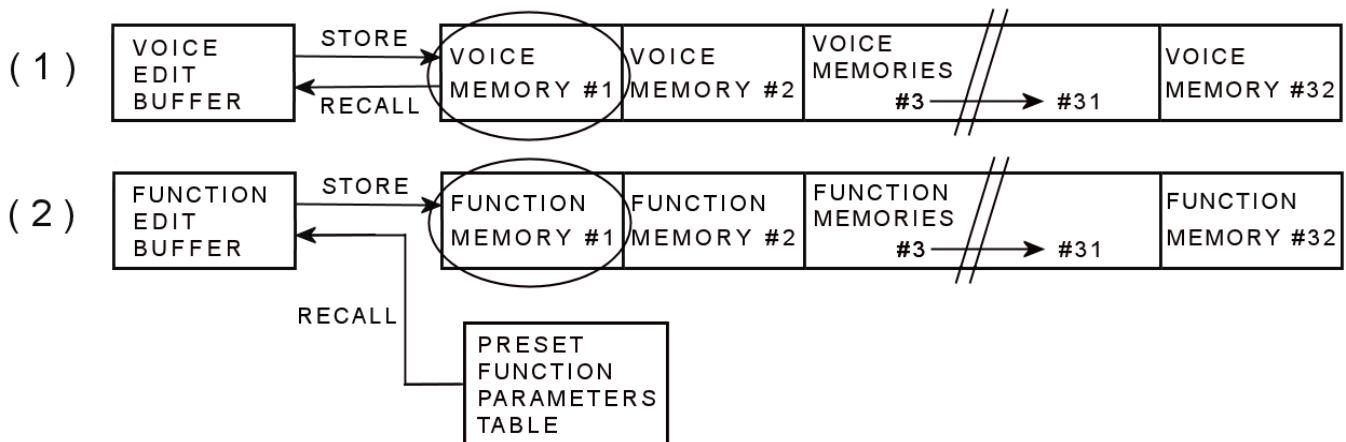 ( 1 )
VOICE
EDIT
BUFFER
STORE
RECALL
VOICE
MEMORY #1
VOICE
MEMORY #2
VOICE
MEMORIES
#3
#31
VOICE
MEMORY #32
( 2 )
FUNCTION
EDIT
BUFFER
STORE
RECALL
FUNCTION
MEMORY #1
FUNCTION
MEMORY #2
FUNCTION
MEMORIES
#3
#31
FUNCTION
MEMORY #32
PRESET
FUNCTION
PARAMETERS
TABLE